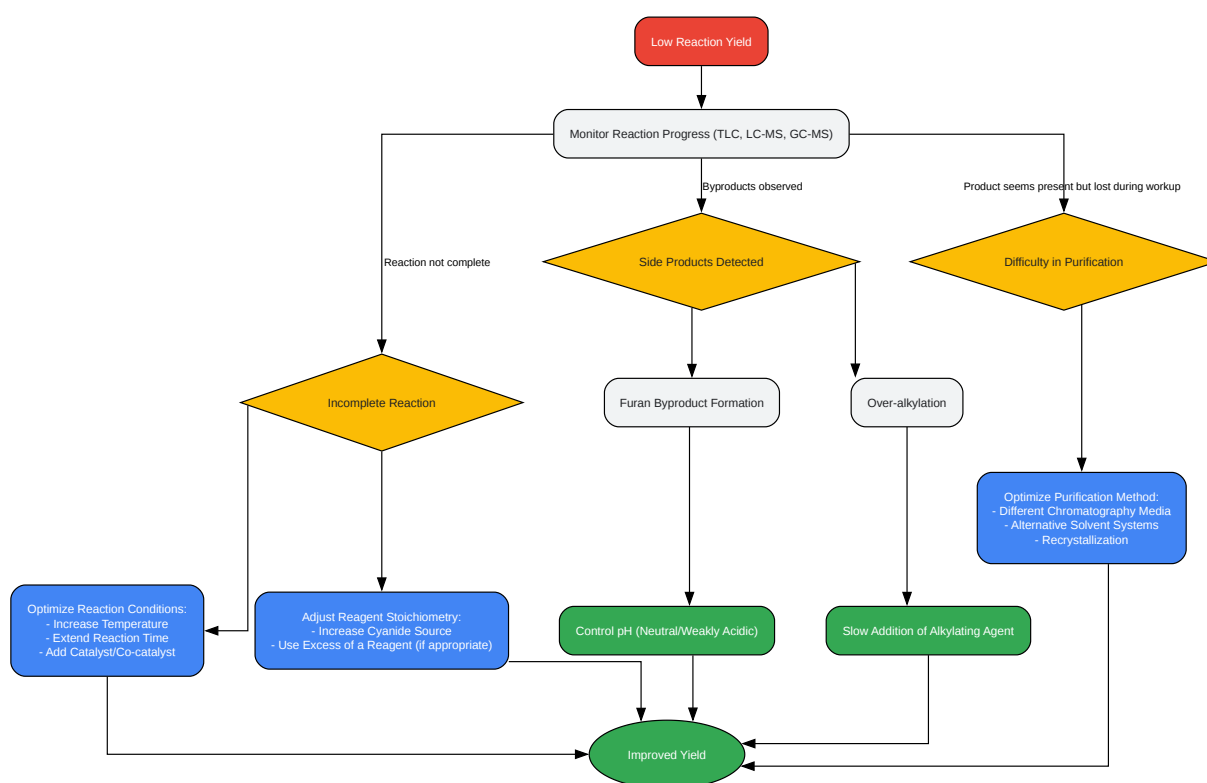 Low Reaction Yield
Monitor Reaction Progress (TLC, LC-MS, GC-MS)
Byproducts observed
Product seems present but lost during workup
Reaction not complete
Side Products Detected
Difficulty in Purification
Incomplete Reaction
Furan Byproduct Formation
Over-alkylation
Optimize Purification Method:
- Different Chromatography Media
- Alternative Solvent Systems
- Recrystallization
Optimize Reaction Conditions:
- Increase Temperature
- Extend Reaction Time
- Add Catalyst/Co-catalyst
Adjust Reagent Stoichiometry:
- Increase Cyanide Source
- Use Excess of a Reagent (if appropriate)
Control pH (Neutral/Weakly Acidic)
Slow Addition of Alkylating Agent
Improved Yield